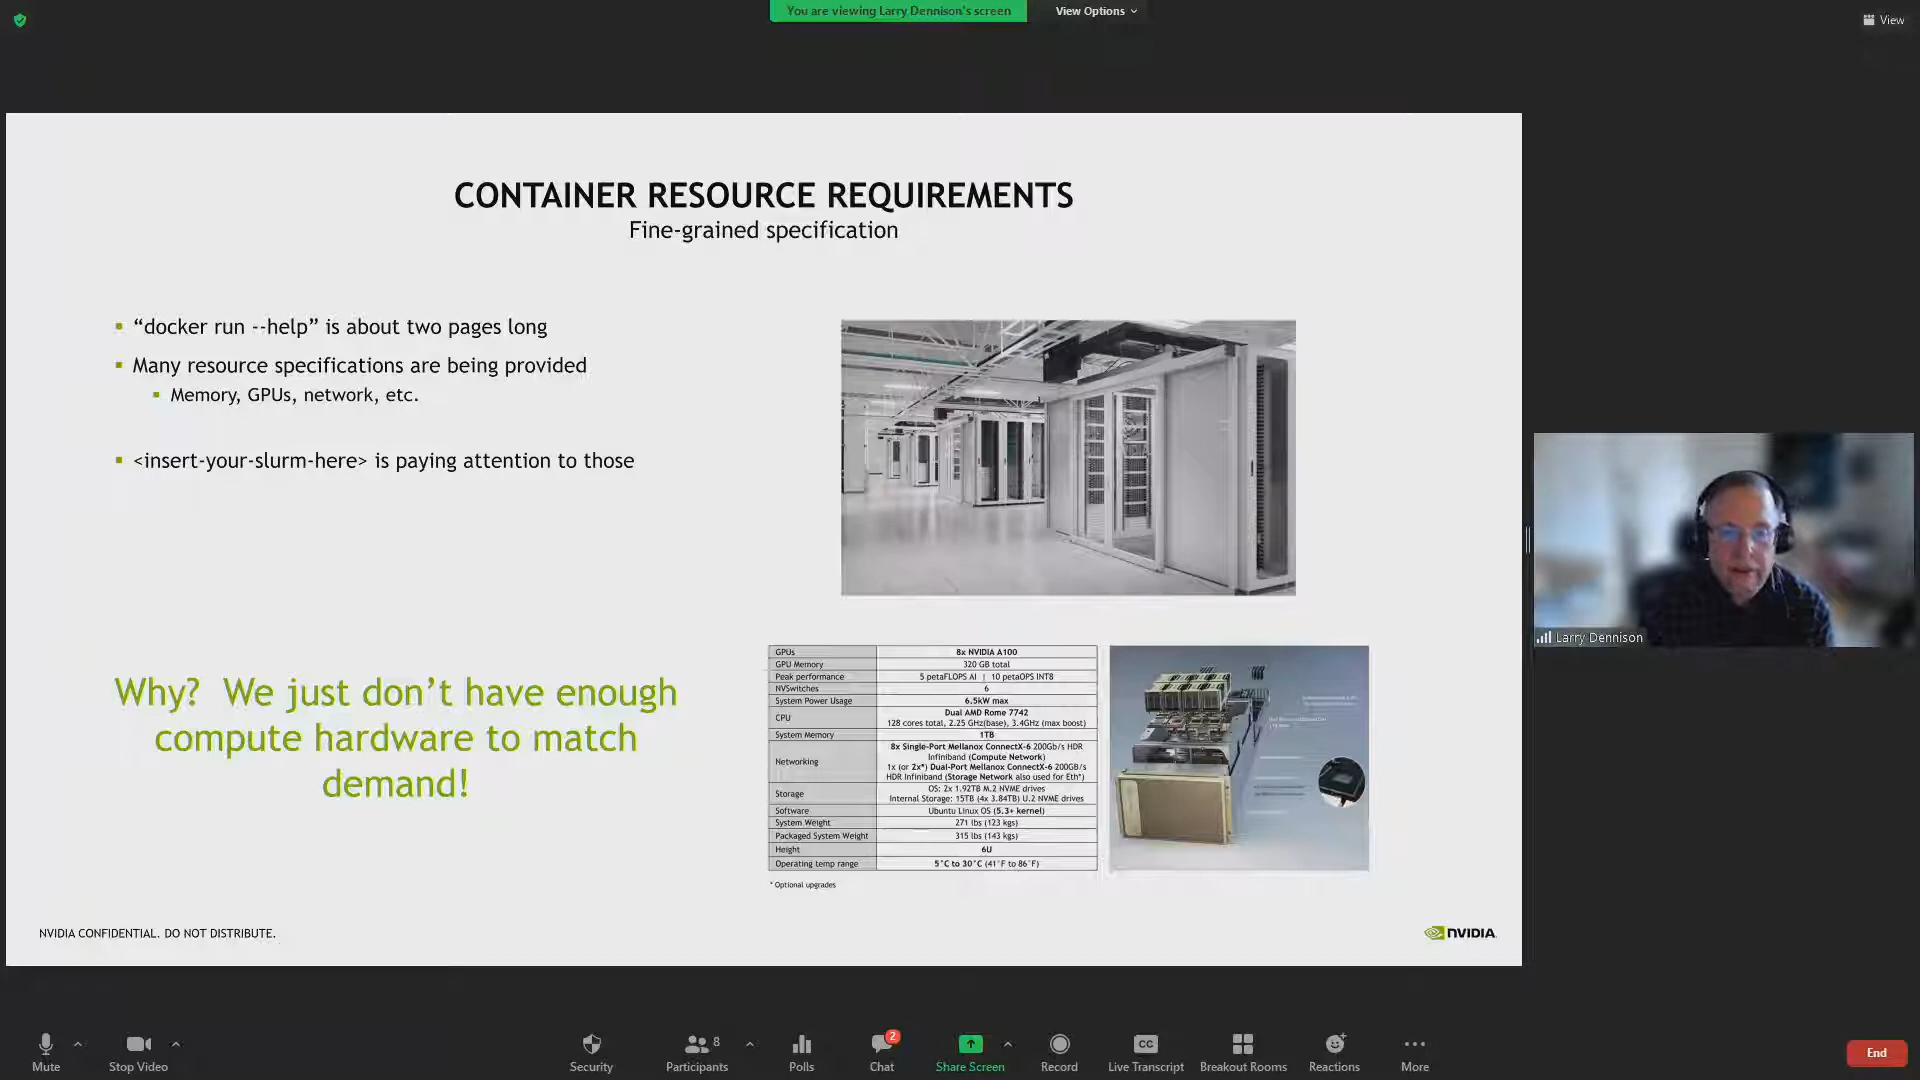 You are viewing Larry Dennison's screen
View Options
View
CONTAINER RESOURCE REQUIREMENTS
Fine-grained specification
“docker run --help” is about two pages long
Many resource specifications are being provided
Memory, GPUs, network, etc.
<insert-your-slurm-here> is paying attention to those
Why? We just don’t have enough
compute hardware to match
demand!
GPUs 8x NVIDIA A100
GPU Memory 320 GB total
Peak performance 5 petaFLOPS AI | 10 petaOPS INT8
NVSwitches 6
System Power Usage 6.5kW max
CPU Dual AMD Rome 7742
128 cores total, 2.25 GHz(base), 3.4GHz (max boost)
System Memory 1TB
Networking 8x Single-Port Mellanox ConnectX-6 200Gb/s HDR
Infiniband (Compute Network)
1x (or 2x*) Dual-Port Mellanox ConnectX-6 200GB/s
HDR Infiniband (Storage Network also used for Eth*)
Storage OS: 2x 1.92TB M.2 NVME drives
Internal Storage: 15TB (4x 3.84TB) U.2 NVME drives
Software Ubuntu Linux OS (5.3+ kernel)
System Weight 271 lbs (123 kgs)
Packaged System Weight 315 lbs (143 kgs)
Height 6U
Operating temp range 5°C to 30°C (41°F to 86°F)
* Optional upgrades
NVIDIA CONFIDENTIAL. DO NOT DISTRIBUTE.
NVIDIA
Larry Dennison
Mute
Stop Video
Security
8
Participants
Polls
2
Chat
Share Screen
Record
CC
Live Transcript
Breakout Rooms
Reactions
More
End